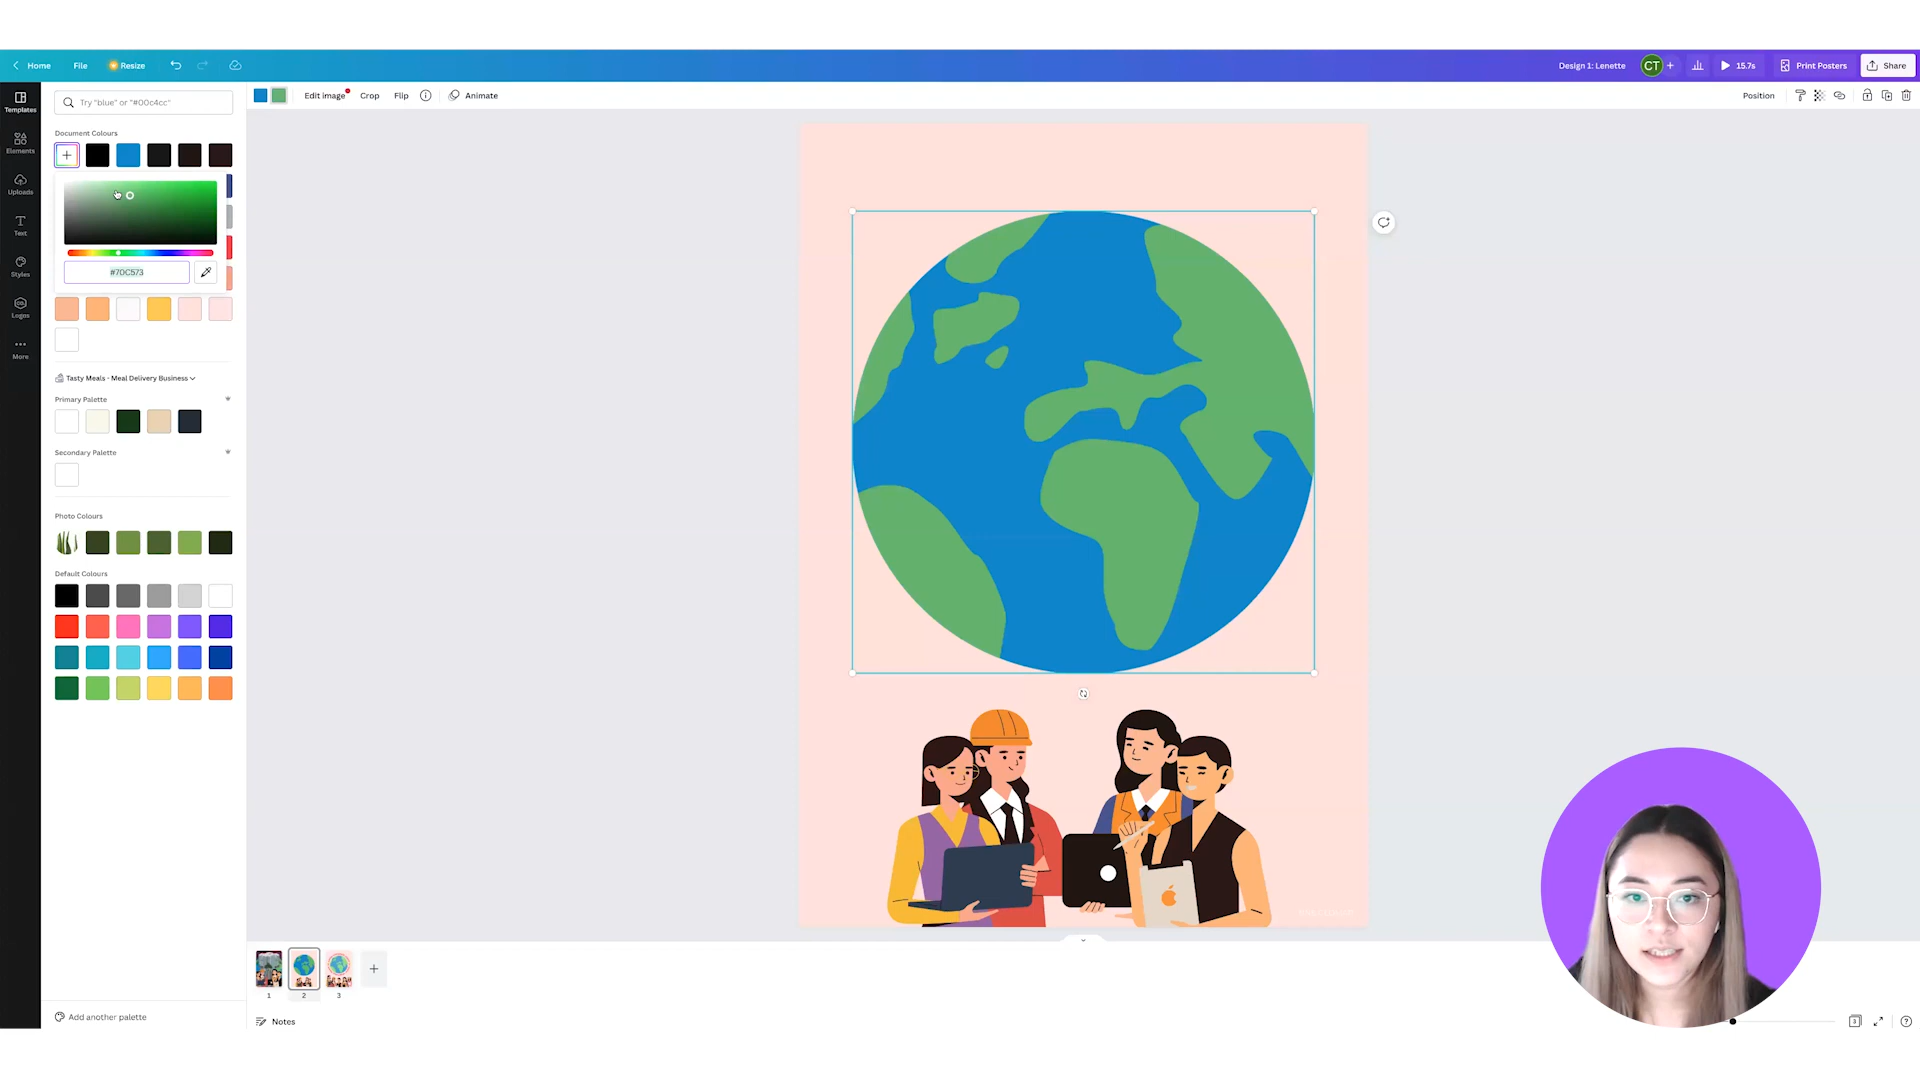 Home File Resize Design 1: Lenette CT 15.7s Print Posters Share
Templates
Elements
Uploads
Text
Styles
Logos
More
Try "blue" or "#00c4cc"
Edit image Crop Flip Animate Position
Document Colours
#70C573
Tasty Meals - Meal Delivery Business
Primary Palette
Secondary Palette
Photo Colours
Default Colours
Add another palette
1 2 3
Notes